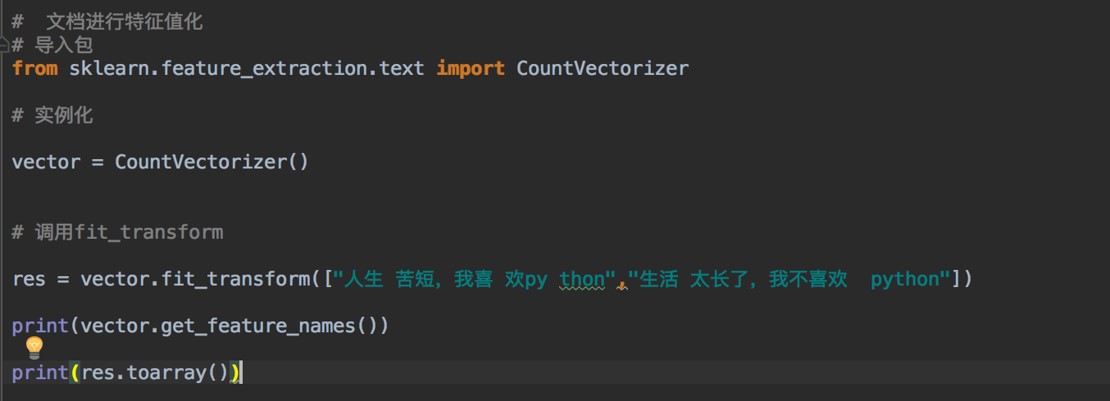 #  文档进行特征值化
# 导入包
from sklearn.feature_extraction.text import CountVectorizer
# 实例化
vector = CountVectorizer()
# 调用fit_transform
res = vector.fit_transform(["人生 苦短，我喜 欢py thon","生活 太长了，我不喜欢  python"])
print(vector.get_feature_names())
print(res.toarray())